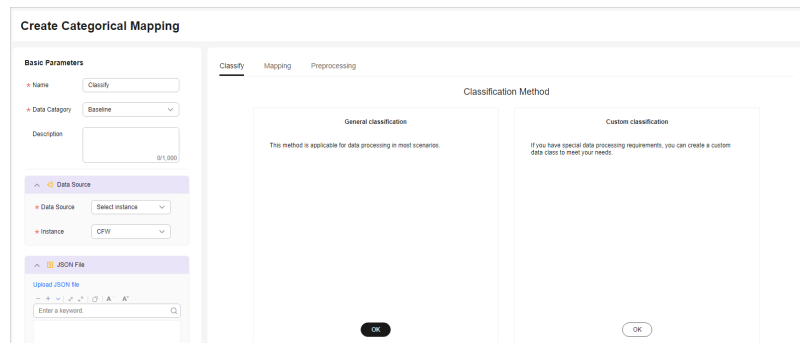 Create Categorical Mapping
Basic Parameters
* Name
Classify
* Data Catagory
Baseline
Description
0/1,000
Data Source
* Data Source
Select instance
* Instance
CFW
JSON File
Upload JSON file
A- A+
Enter a keyword.
Classify
Mapping
Preprocessing
Classification Method
General classification
This method is applicable for data processing in most scenarios.
OK
Custom classification
If you have special data processing requirements, you can create a custom
data class to meet your needs.
OK